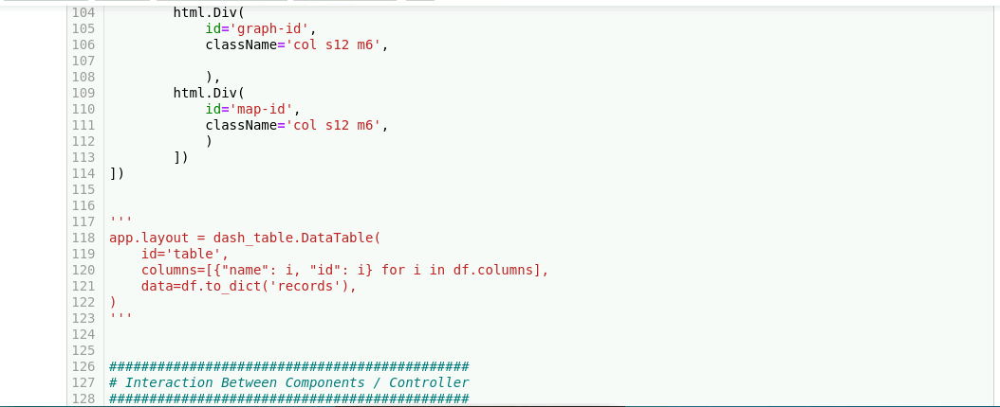 104        html.Div(
105            id='graph-id',
106            className='col s12 m6',
107
108            ),
109        html.Div(
110            id='map-id',
111            className='col s12 m6',
112            )
113        ])
114 ])
115
116
117 '''
118 app.layout = dash_table.DataTable(
119     id='table',
120     columns=[{"name": i, "id": i} for i in df.columns],
121     data=df.to_dict('records'),
122 )
123 '''
124
125
126 #############################################
127 # Interaction Between Components / Controller
128 #############################################